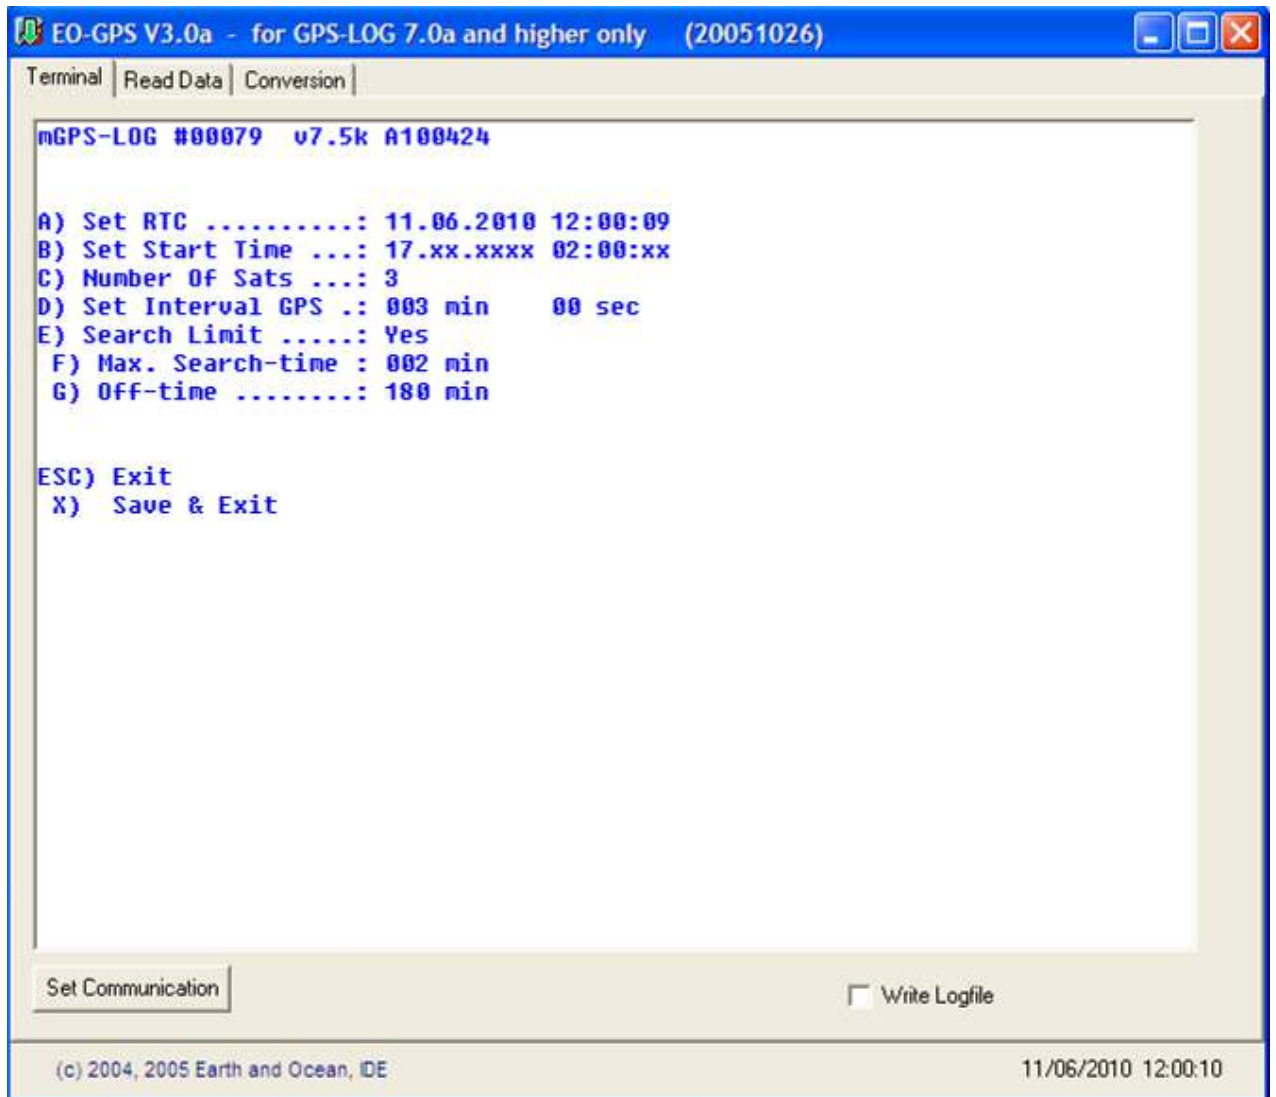 EO-GPS V3.0a - for GPS-LOG 7.0a and higher only (20051026)
Terminal Read Data Conversion
mGPS-LOG #00079 v7.5k A100424
A) Set RTC ..........: 11.06.2010 12:00:09
B) Set Start Time ...: 17.xx.xxxx 02:00:xx
C) Number Of Sats ...: 3
D) Set Interval GPS .: 003 min 00 sec
E) Search Limit .....: Yes
F) Max. Search-time : 002 min
G) Off-time ........: 180 min
ESC) Exit
X) Save & Exit
Set Communication Write Logfile
(c) 2004, 2005 Earth and Ocean, IDE 11/06/2010 12:00:10